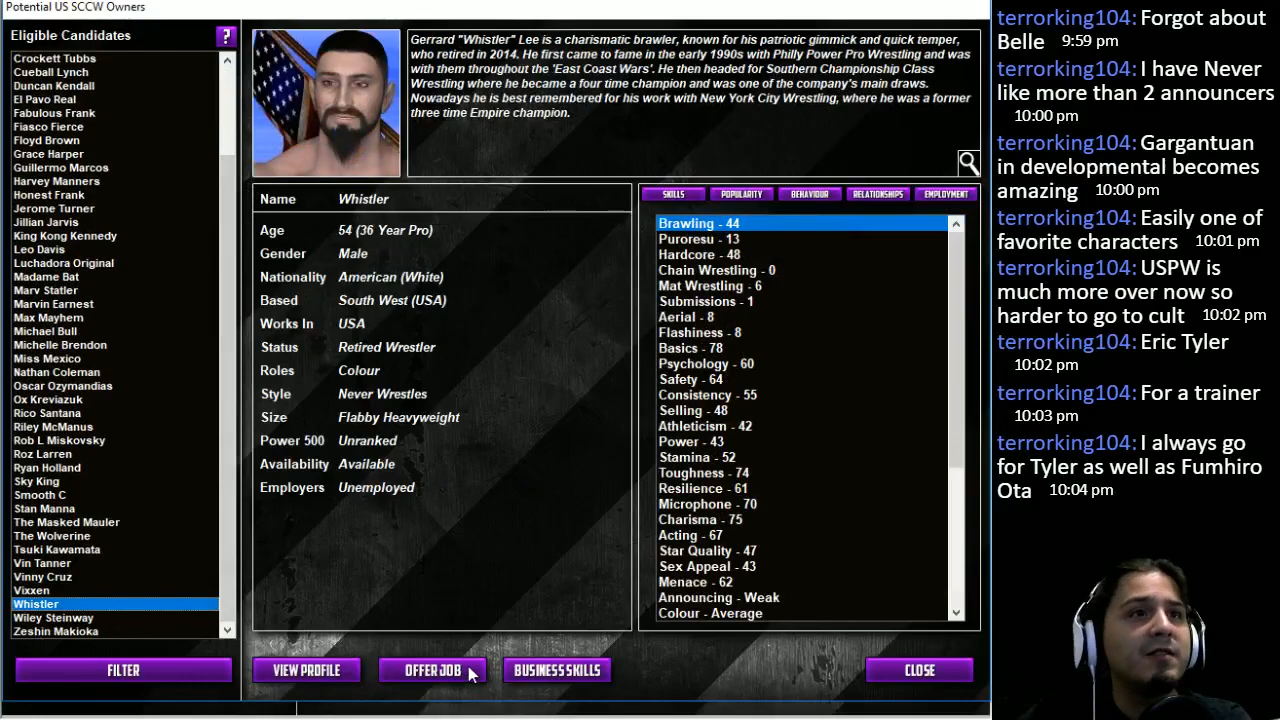 Potential US SCCW Owners
Eligible Candidates
?
Crockett Tubbs
Cueball Lynch
Duncan Kendall
El Pavo Real
Fabulous Frank
Fiasco Fierce
Floyd Brown
Grace Harper
Guillermo Marcos
Harvey Manners
Honest Frank
Jerome Turner
Jillian Jarvis
King Kong Kennedy
Leo Davis
Luchadora Original
Madame Bat
Marv Statler
Marvin Earnest
Max Mayhem
Michael Bull
Michelle Brendon
Miss Mexico
Nathan Coleman
Oscar Ozymandias
Ox Kreviazuk
Rico Santana
Riley McManus
Rob L Miskovsky
Roz Larren
Ryan Holland
Sky King
Smooth C
Stan Manna
The Masked Mauler
The Wolverine
Tsuki Kawamata
Vin Tanner
Vinny Cruz
Vixxen
Whistler
Wiley Steinway
Zeshin Makioka
FILTER
Gerrard "Whistler" Lee is a charismatic brawler, known for his patriotic gimmick and quick temper,
who retired in 2014. He first came to fame in the early 1990s with Philly Power Pro Wrestling and was
with them throughout the 'East Coast Wars'. He then headed for Southern Championship Class
Wrestling where he became a four time champion and was one of the company's main draws.
Nowadays he is best remembered for his work with New York City Wrestling, where he was a former
three time Empire champion.
Name Whistler
Age 54 (36 Year Pro)
Gender Male
Nationality American (White)
Based South West (USA)
Works In USA
Status Retired Wrestler
Roles Colour
Style Never Wrestles
Size Flabby Heavyweight
Power 500 Unranked
Availability Available
Employers Unemployed
SKILLS POPULARITY BEHAVIOUR RELATIONSHIPS EMPLOYMENT
Brawling - 44
Puroresu - 13
Hardcore - 48
Chain Wrestling - 0
Mat Wrestling - 6
Submissions - 1
Aerial - 8
Flashiness - 8
Basics - 78
Psychology - 60
Safety - 64
Consistency - 55
Selling - 48
Athleticism - 42
Power - 43
Stamina - 52
Toughness - 74
Resilience - 61
Microphone - 70
Charisma - 75
Acting - 67
Star Quality - 47
Sex Appeal - 43
Menace - 62
Announcing - Weak
Colour - Average
VIEW PROFILE OFFER JOB BUSINESS SKILLS CLOSE
terrorking104: Forgot about
Belle 9:59 pm
terrorking104: I have Never
like more than 2 announcers
10:00 pm
terrorking104: Gargantuan
in developmental becomes
amazing 10:00 pm
terrorking104: Easily one of
favorite characters 10:01 pm
terrorking104: USPW is
much more over now so
harder to go to cult 10:02 pm
terrorking104: Eric Tyler
10:02 pm
terrorking104: For a trainer
10:03 pm
terrorking104: I always go
for Tyler as well as Fumhiro
Ota 10:04 pm